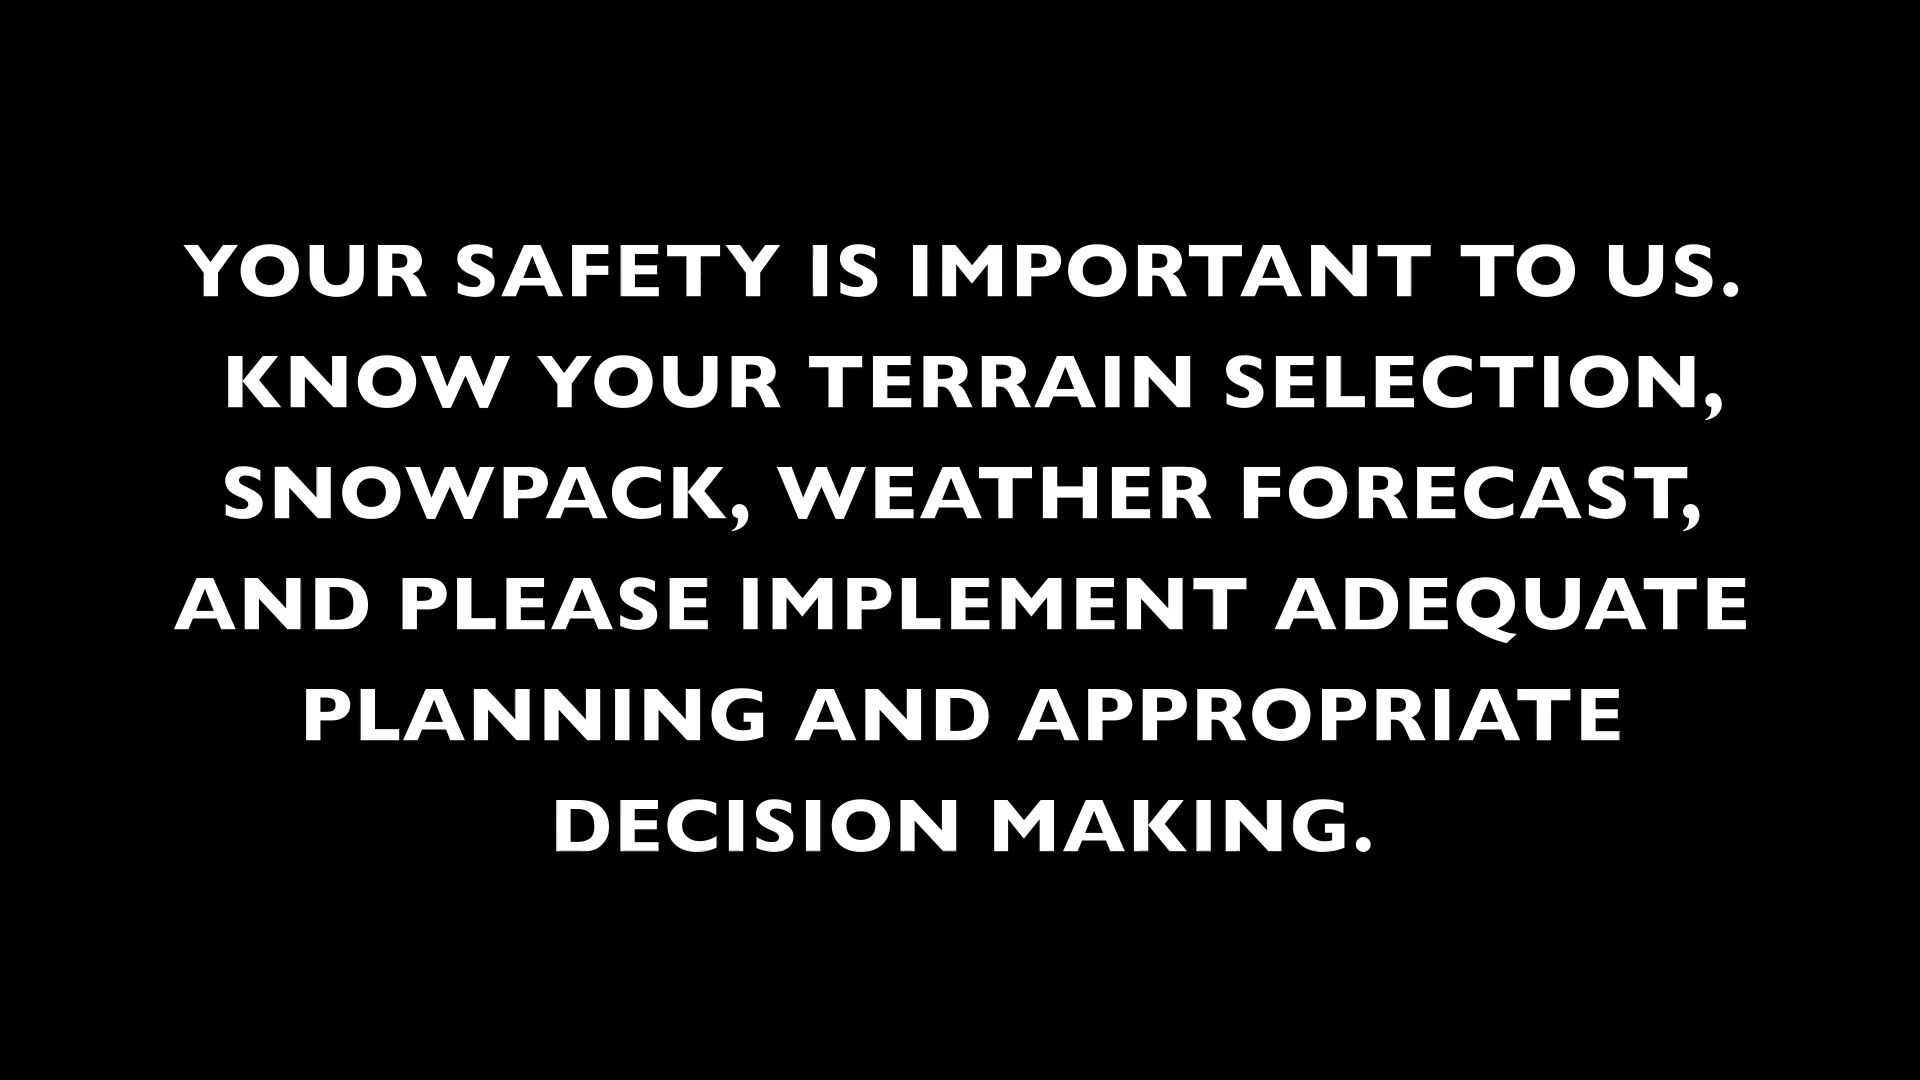 YOUR SAFETY IS IMPORTANT TO US.
KNOW YOUR TERRAIN SELECTION,
SNOWPACK, WEATHER FORECAST,
AND PLEASE IMPLEMENT ADEQUATE
PLANNING AND APPROPRIATE
DECISION MAKING.